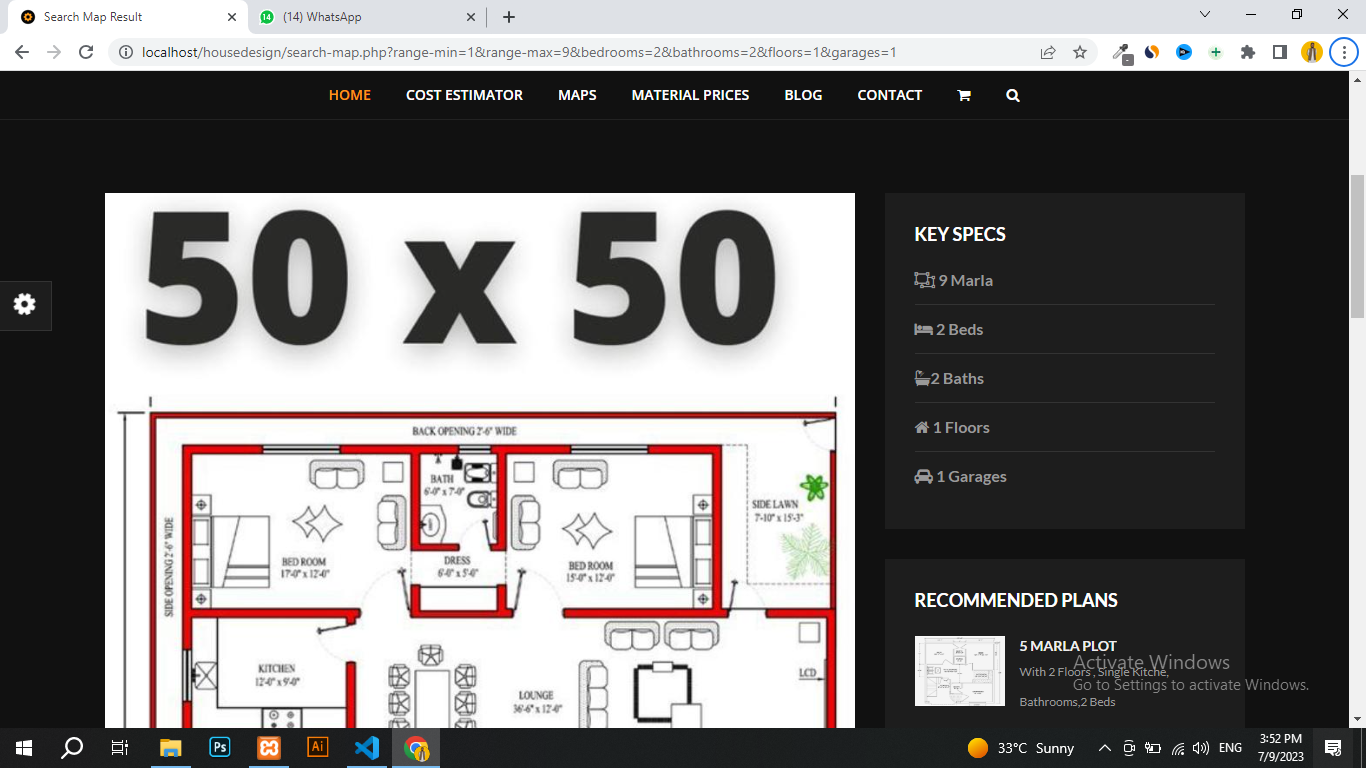 Search Map Result
(14) WhatsApp
localhost/housedesign/search-map.php?range-min=1&range-max=9&bedrooms=2&bathrooms=2&floors=1&garages=1
HOME COST ESTIMATOR MAPS MATERIAL PRICES BLOG CONTACT
50 x 50
BACK OPENING 2'-6" WIDE
SIDE OPENING 2'-6" WIDE
BATH
6'-0" x 7'-0"
SIDE LAWN
7'-10" x 15'-3"
BED ROOM
17'-0" x 12'-0"
DRESS
6'-0" x 5'-0"
BED ROOM
15'-0" x 12'-0"
KITCHEN
12'-0" x 9'-0"
LOUNGE
36'-6" x 12'-0"
LCD
KEY SPECS
9 Marla
2 Beds
2 Baths
1 Floors
1 Garages
RECOMMENDED PLANS
5 MARLA PLOT
With 2 Floors , Single Kitche,
Bathrooms,2 Beds
Activate Windows
Go to Settings to activate Windows.
Ps
Ai
33°C Sunny
ENG
3:52 PM
7/9/2023